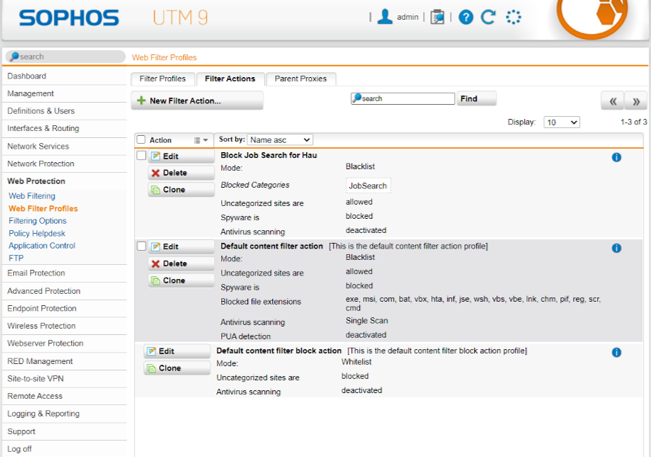 SOPHOS UTM 9 admin
search
Web Filter Profiles
Dashboard
Management
Definitions & Users
Interfaces & Routing
Network Services
Network Protection
Web Protection
Web Filtering
Web Filter Profiles
Filtering Options
Policy Helpdesk
Application Control
FTP
Email Protection
Advanced Protection
Endpoint Protection
Wireless Protection
Webserver Protection
RED Management
Site-to-site VPN
Remote Access
Logging & Reporting
Support
Log off
Filter Profiles Filter Actions Parent Proxies
New Filter Action... search Find
Display: 10 1-3 of 3
Action Sort by: Name asc
Edit Block Job Search for Hau
Mode: Blacklist
Delete
Blocked Categories JobSearch
Clone
Uncategorized sites are allowed
Spyware is blocked
Antivirus scanning deactivated
Edit Default content filter action [This is the default content filter action profile]
Mode: Blacklist
Delete
Uncategorized sites are allowed
Clone
Spyware is blocked
Blocked file extensions exe, msi, com, bat, vbx, hta, inf, jse, wsh, vbs, vbe, lnk, chm, pif, reg, scr,
cmd
Antivirus scanning Single Scan
PUA detection deactivated
Edit Default content filter block action [This is the default content filter block action profile]
Mode: Whitelist
Clone
Uncategorized sites are blocked
Antivirus scanning deactivated